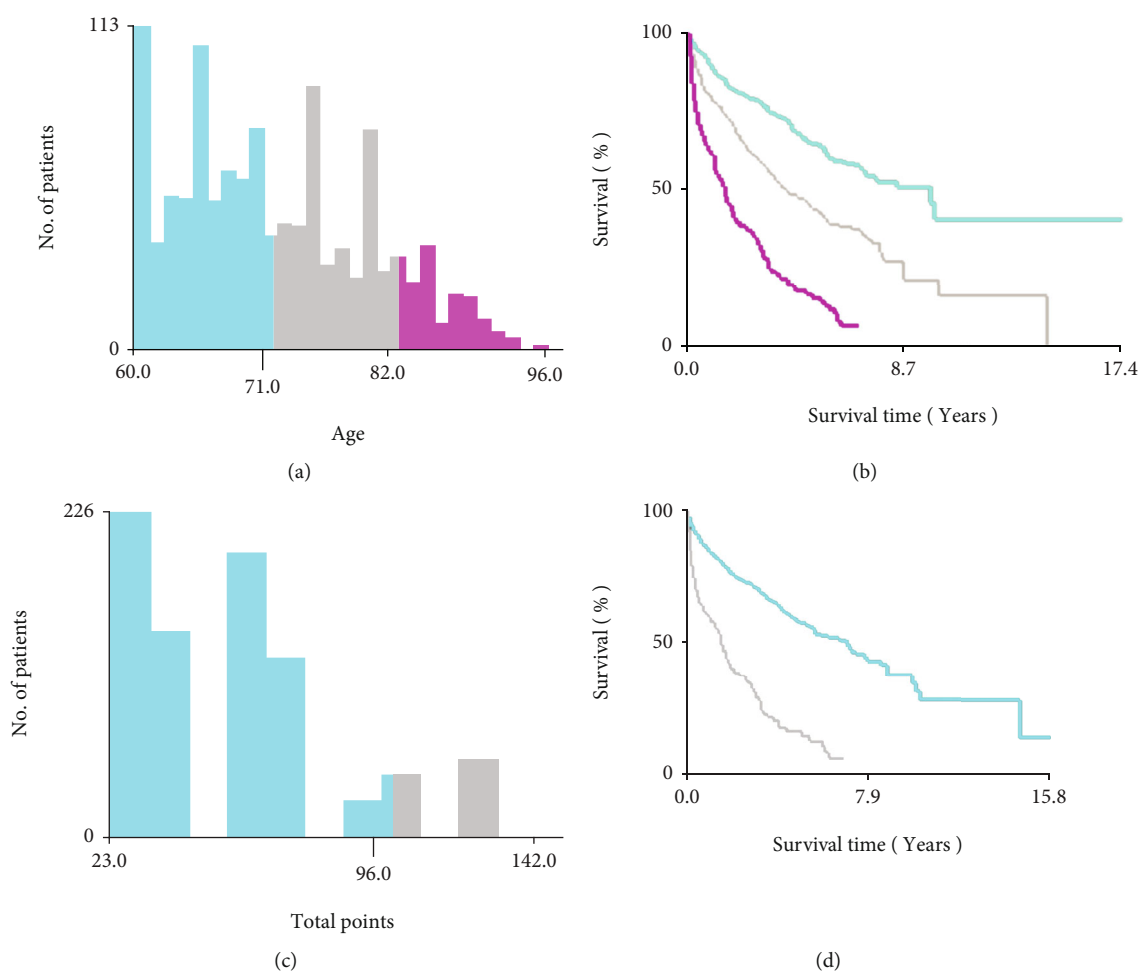 113
No. of patients
0
60.0
71.0
82.0
96.0
Age
(a)
100
Survival ( % )
50
0
0.0
8.7
17.4
Survival time ( Years )
(b)
226
No. of patients
0
23.0
96.0
142.0
Total points
(c)
100
Survival ( % )
50
0
0.0
7.9
15.8
Survival time ( Years )
(d)